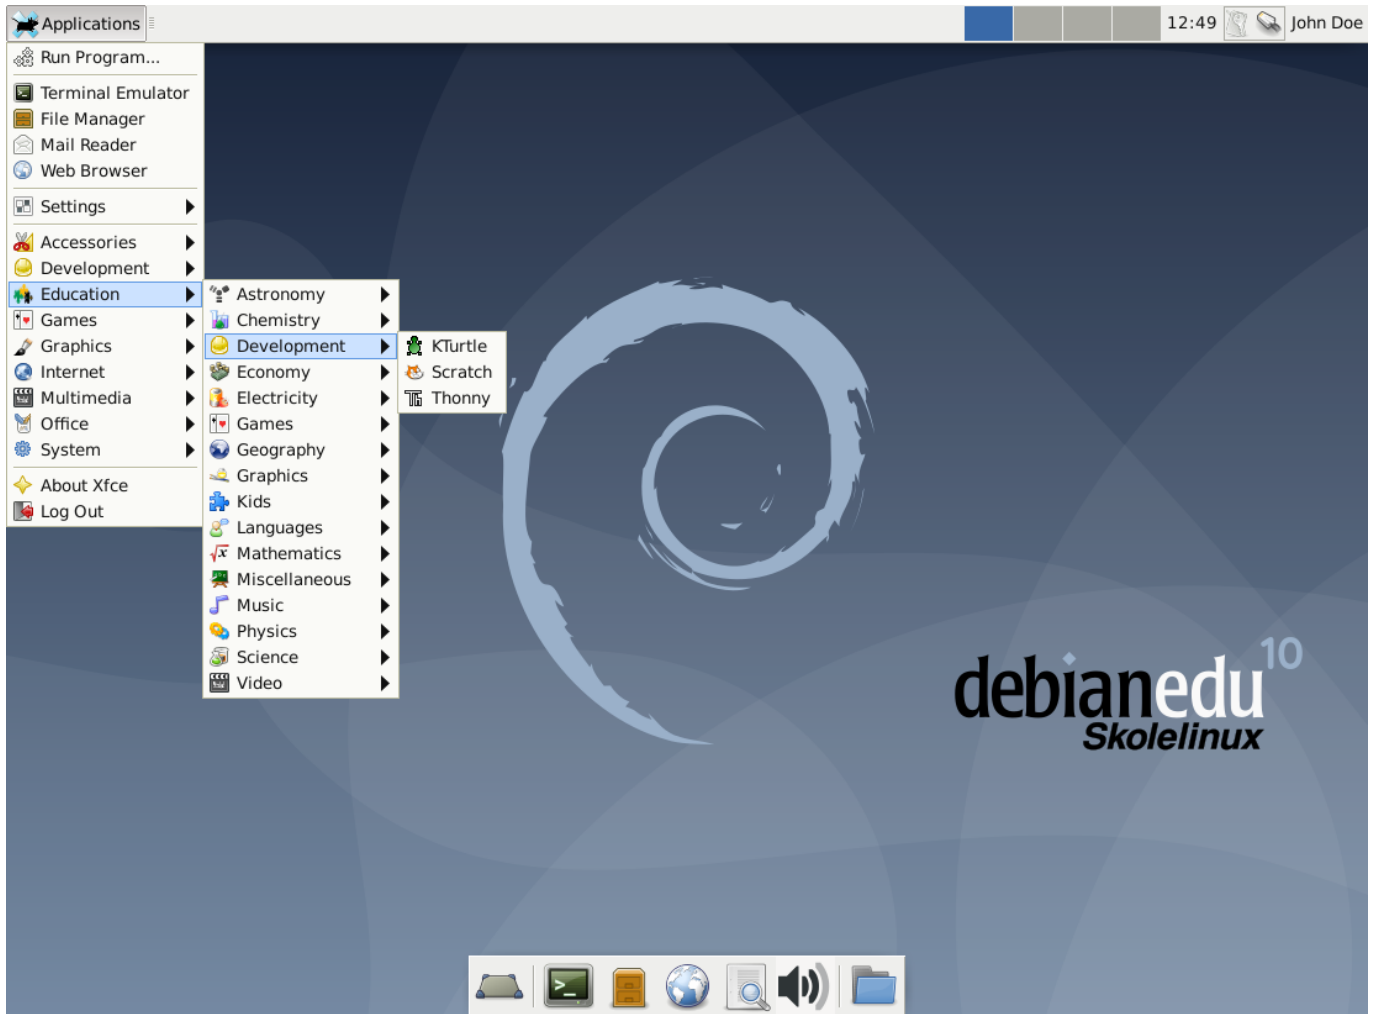 Applications
12:49
John Doe
Run Program...
Terminal Emulator
File Manager
Mail Reader
Web Browser
Settings
Accessories
Development
Education
Games
Graphics
Internet
Multimedia
Office
System
About Xfce
Log Out
Astronomy
Chemistry
Development
Economy
Electricity
Games
Geography
Graphics
Kids
Languages
Mathematics
Miscellaneous
Music
Physics
Science
Video
KTurtle
Scratch
Thonny
debianedu 10
Skolelinux